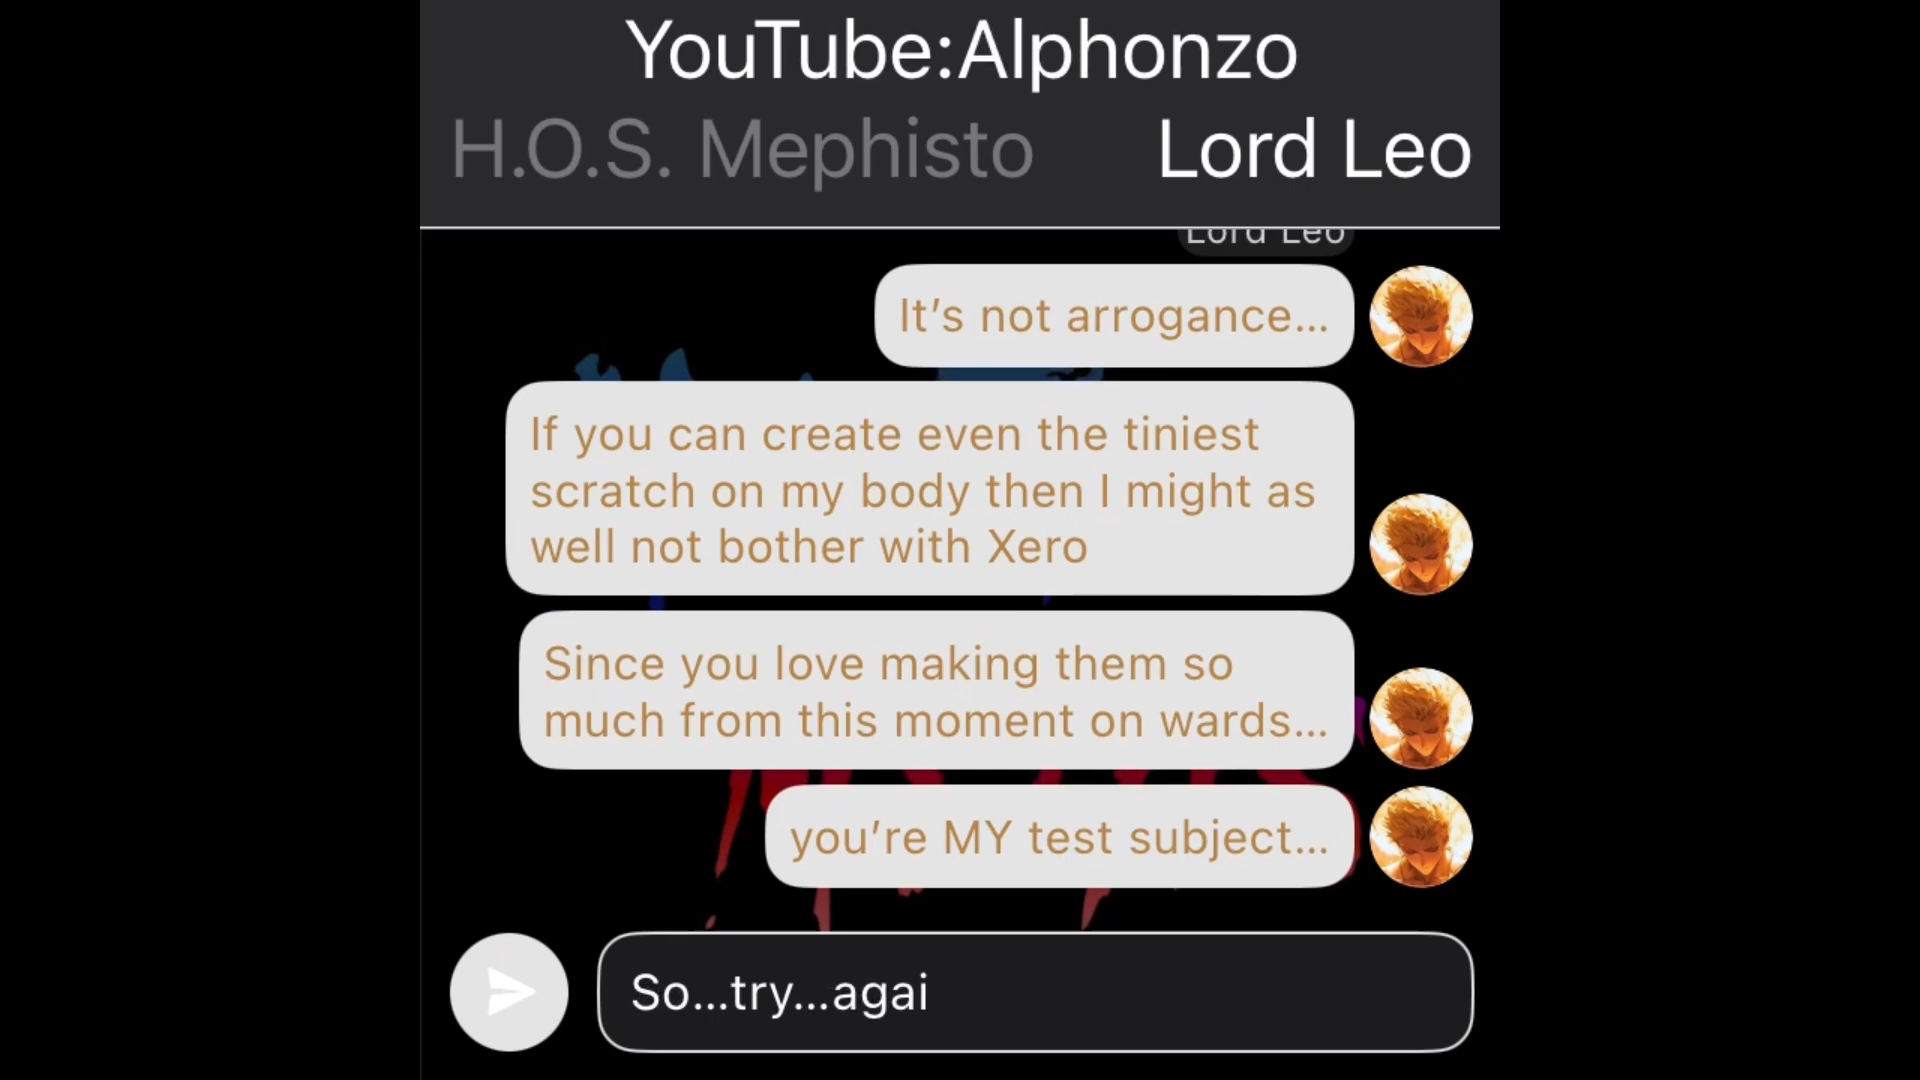 YouTube:Alphonzo
H.O.S. Mephisto
Lord Leo
Lord Leo
It’s not arrogance...
If you can create even the tiniest
scratch on my body then I might as
well not bother with Xero
Since you love making them so
much from this moment on wards...
you’re MY test subject...
So...try...agai